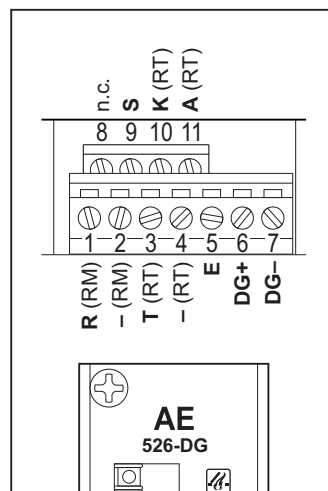 n.c. S K (RT) A (RT)
8 9 10 11
1 2 3 4 5 6 7
R (RM) – (RM) T (RT) – (RT) E DG+ DG–
AE
526-DG